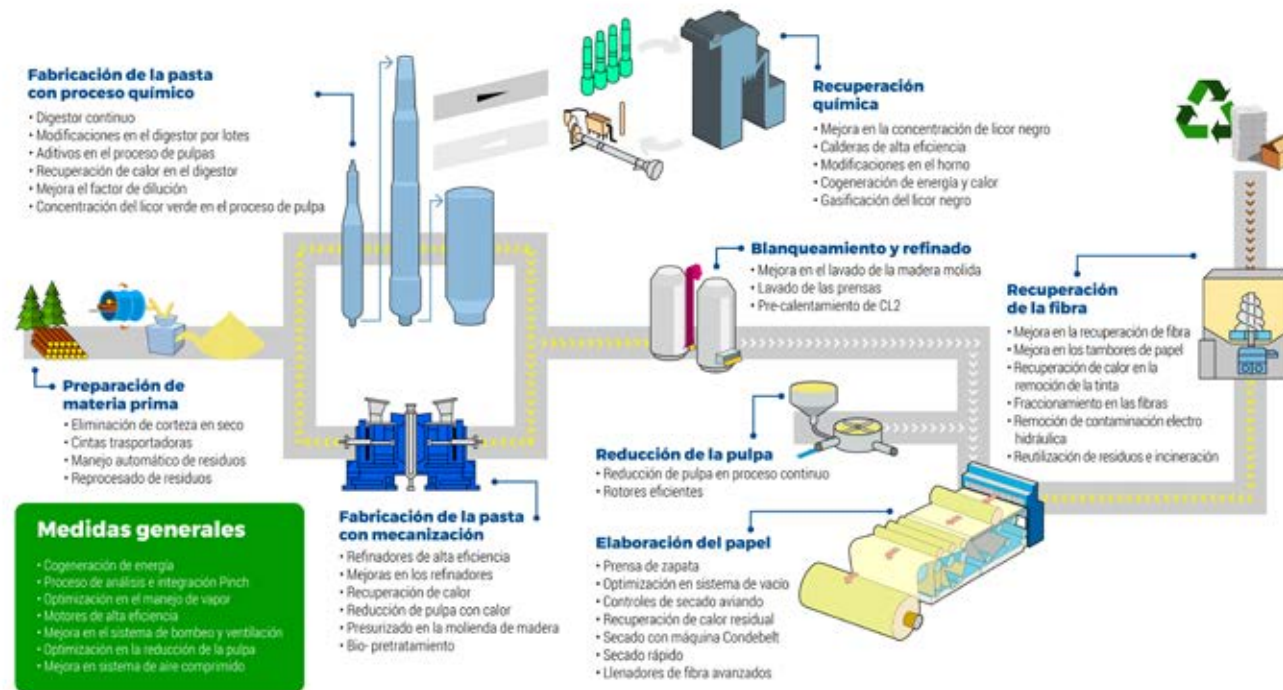 Fabricación de la pasta
con proceso químico
• Digestor continuo
• Modificaciones en el digestor por lotes
• Aditivos en el proceso de pulpas
• Recuperación de calor en el digestor
• Mejora el factor de dilución
• Concentración del licor verde en el proceso de pulpa
Recuperación
química
• Mejora en la concentración de licor negro
• Calderas de alta eficiencia
• Modificaciones en el horno
• Cogeneración de energía y calor
• Gasificación del licor negro
Blanqueamiento y refinado
• Mejora en el lavado de la madera molida
• Lavado de las prensas
• Pre-calentamiento de CL2
Recuperación
de la fibra
• Mejora en la recuperación de fibra
• Mejora en los tambores de papel
• Recuperación de calor en la
remoción de la tinta
• Fraccionamiento en las fibras
• Remoción de contaminación electro
hidráulica
• Reutilización de residuos e incineración
Preparación de
materia prima
• Eliminación de corteza en seco
• Cintas trasportadoras
• Manejo automático de residuos
• Reprocesado de residuos
Reducción de la pulpa
• Reducción de pulpa en proceso continuo
• Rotores eficientes
Medidas generales
• Cogeneración de energía
• Proceso de análisis e integración Pinch
• Optimización en el manejo de vapor
• Motores de alta eficiencia
• Mejora en el sistema de bombeo y ventilación
• Optimización en la reducción de la pulpa
• Mejora en sistema de aire comprimido
Fabricación de la pasta
con mecanización
• Refinadores de alta eficiencia
• Mejoras en los refinadores
• Recuperación de calor
• Reducción de pulpa con calor
• Presurizado en la molienda de madera
• Bio- pretratamiento
Elaboración del papel
• Prensa de zapata
• Optimización en sistema de vacío
• Controles de secado aviando
• Recuperación de calor residual
• Secado con máquina Condebelt
• Secado rápido
• Llenadores de fibra avanzados